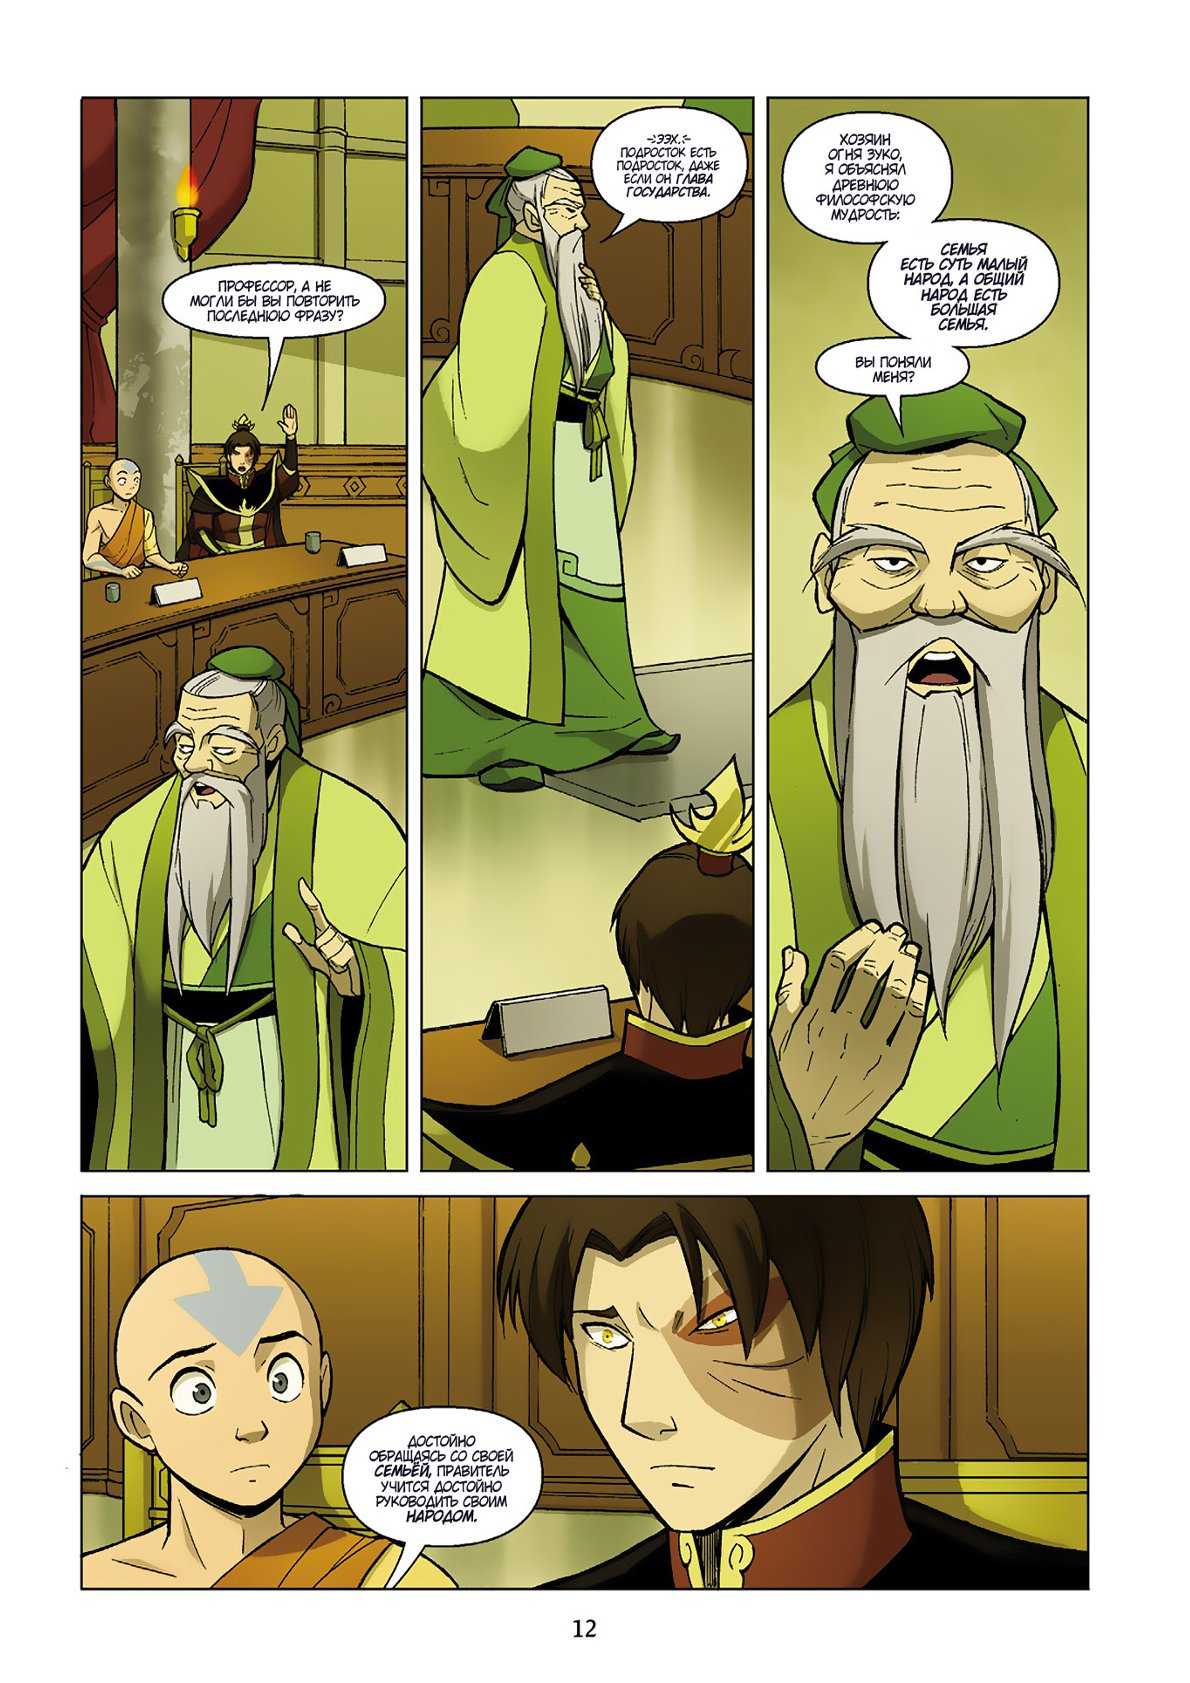 ПРОФЕССОР, А НЕ
МОГЛИ БЫ ВЫ ПОВТОРИТЬ
ПОСЛЕДНЮЮ ФРАЗУ?
-ЭЭХ.-
ПОДРОСТОК ЕСТЬ
ПОДРОСТОК, ДАЖЕ
ЕСЛИ ОН ГЛАВА
ГОСУДАРСТВА.
ХОЗЯИН
ОГНЯ ЗУКО,
Я ОБЪЯСНЯЛ
ДРЕВНЮЮ
ФИЛОСОФСКУЮ
МУДРОСТЬ:
СЕМЬЯ
ЕСТЬ СУТЬ МАЛЫЙ
НАРОД, А ОБЩИЙ
НАРОД ЕСТЬ
БОЛЬШАЯ
СЕМЬЯ.
ВЫ ПОНЯЛИ
МЕНЯ?
ДОСТОЙНО
ОБРАЩАЯСЬ СО СВОЕЙ
СЕМЬЁЙ, ПРАВИТЕЛЬ
УЧИТСЯ ДОСТОЙНО
РУКОВОДИТЬ СВОИМ
НАРОДОМ.
12